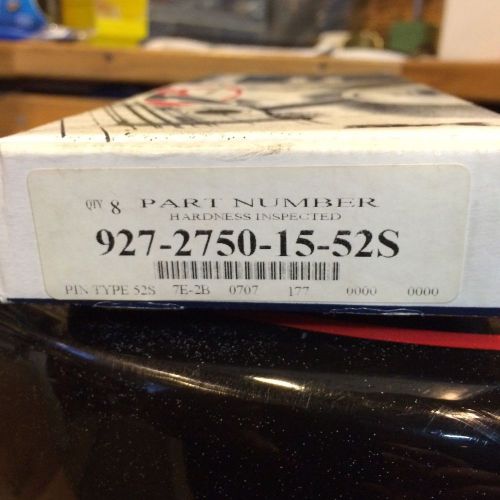 QTY 8 PART NUMBER
HARDNESS INSPECTED
927-2750-15-52S
PIN TYPE 52S 7E-2B 0707 177 0000 0000